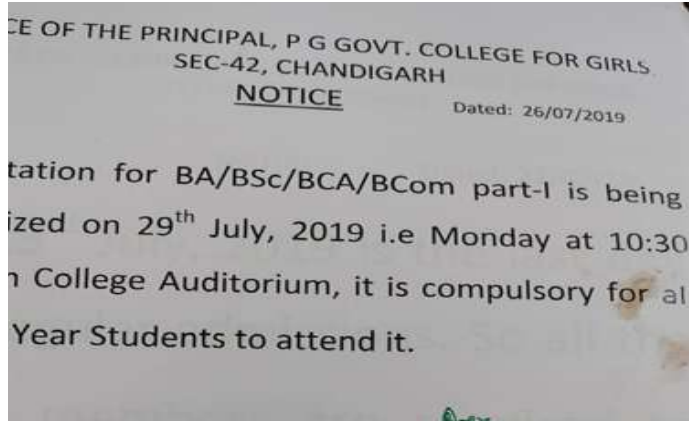 CE OF THE PRINCIPAL, P G GOVT. COLLEGE FOR GIRLS
SEC-42, CHANDIGARH
NOTICE
Dated: 26/07/2019
tation for BA/BSc/BCA/BCom part-I is being
ized on 29th July, 2019 i.e Monday at 10:30
n College Auditorium, it is compulsory for al
Year Students to attend it.